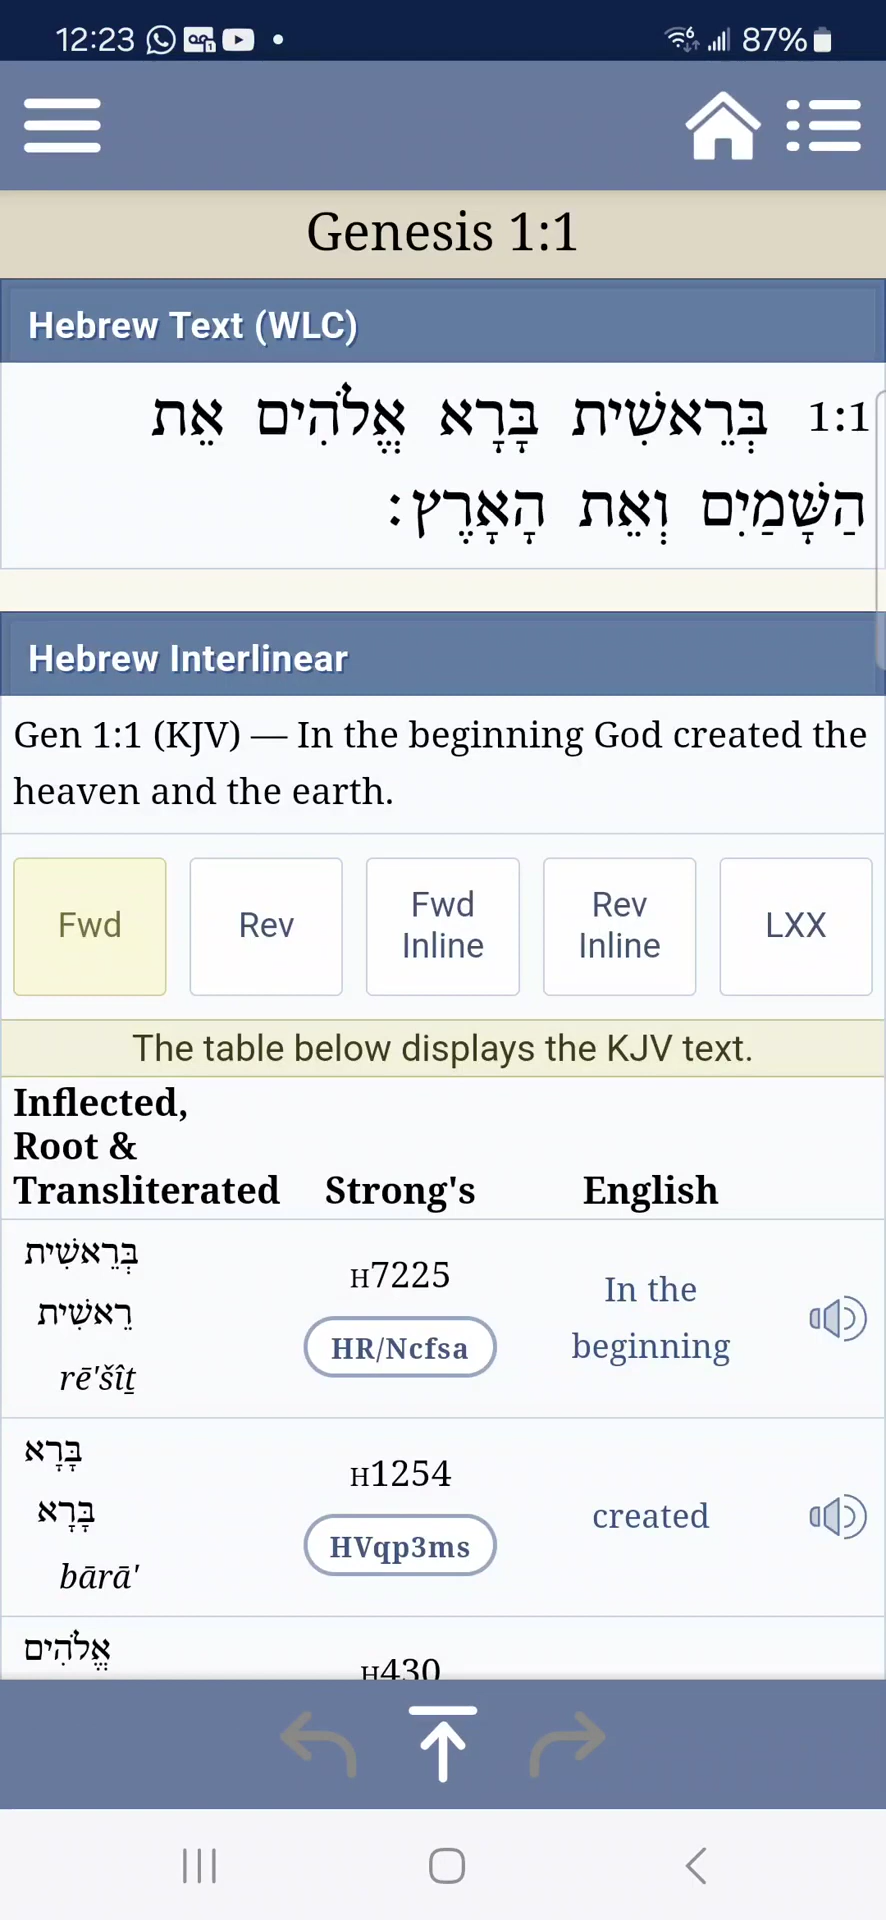 12:23 87%
Genesis 1:1
Hebrew Text (WLC)
1:1 בְּרֵאשִׁית בָּרָא אֱלֹהִים אֵת
הַשָּׁמַיִם וְאֵת הָאָרֶץ׃
Hebrew Interlinear
Gen 1:1 (KJV) — In the beginning God created the
heaven and the earth.
Fwd
Rev
Fwd
Inline
Rev
Inline
LXX
The table below displays the KJV text.
Inflected,
Root &
Transliterated Strong's English
בְּרֵאשִׁית
רֵאשִׁית
rē'šîṯ
H7225
HR/Ncfsa
In the
beginning
בָּרָא
בָּרָא
bārā'
H1254
HVqp3ms
created
אֱלֹהִים
H430